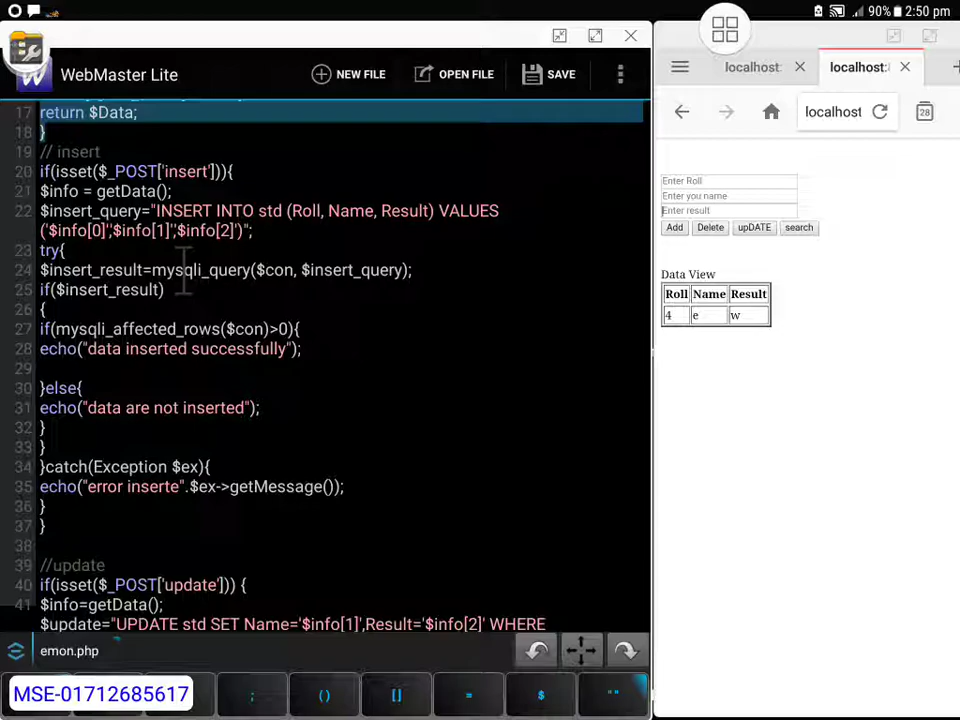 90% 2:50 pm
WebMaster Lite
NEW FILE
OPEN FILE
SAVE
localhost:
localhost:
localhost
28
17 return $Data;
18 }
19 // insert
20 if(isset($_POST['insert'])){
21 $info = getData();
22 $insert_query="INSERT INTO std (Roll, Name, Result) VALUES
('$info[0]','$info[1]','$info[2]')";
23 try{
24 $insert_result=mysqli_query($con, $insert_query);
25 if($insert_result)
26 {
27 if(mysqli_affected_rows($con)>0){
28 echo("data inserted successfully");
29
30 }else{
31 echo("data are not inserted");
32 }
33 }
34 }catch(Exception $ex){
35 echo("error inserte".$ex->getMessage());
36 }
37 }
38
39 //update
40 if(isset($_POST['update'])) {
41 $info=getData();
$update="UPDATE std SET Name='$info[1]',Result='$info[2]' WHERE
emon.php
; () [] = $ ""
MSE-01712685617
Enter Roll
Enter you name
Enter result
Add Delete upDATE search
Data View
Roll Name Result
4 e w